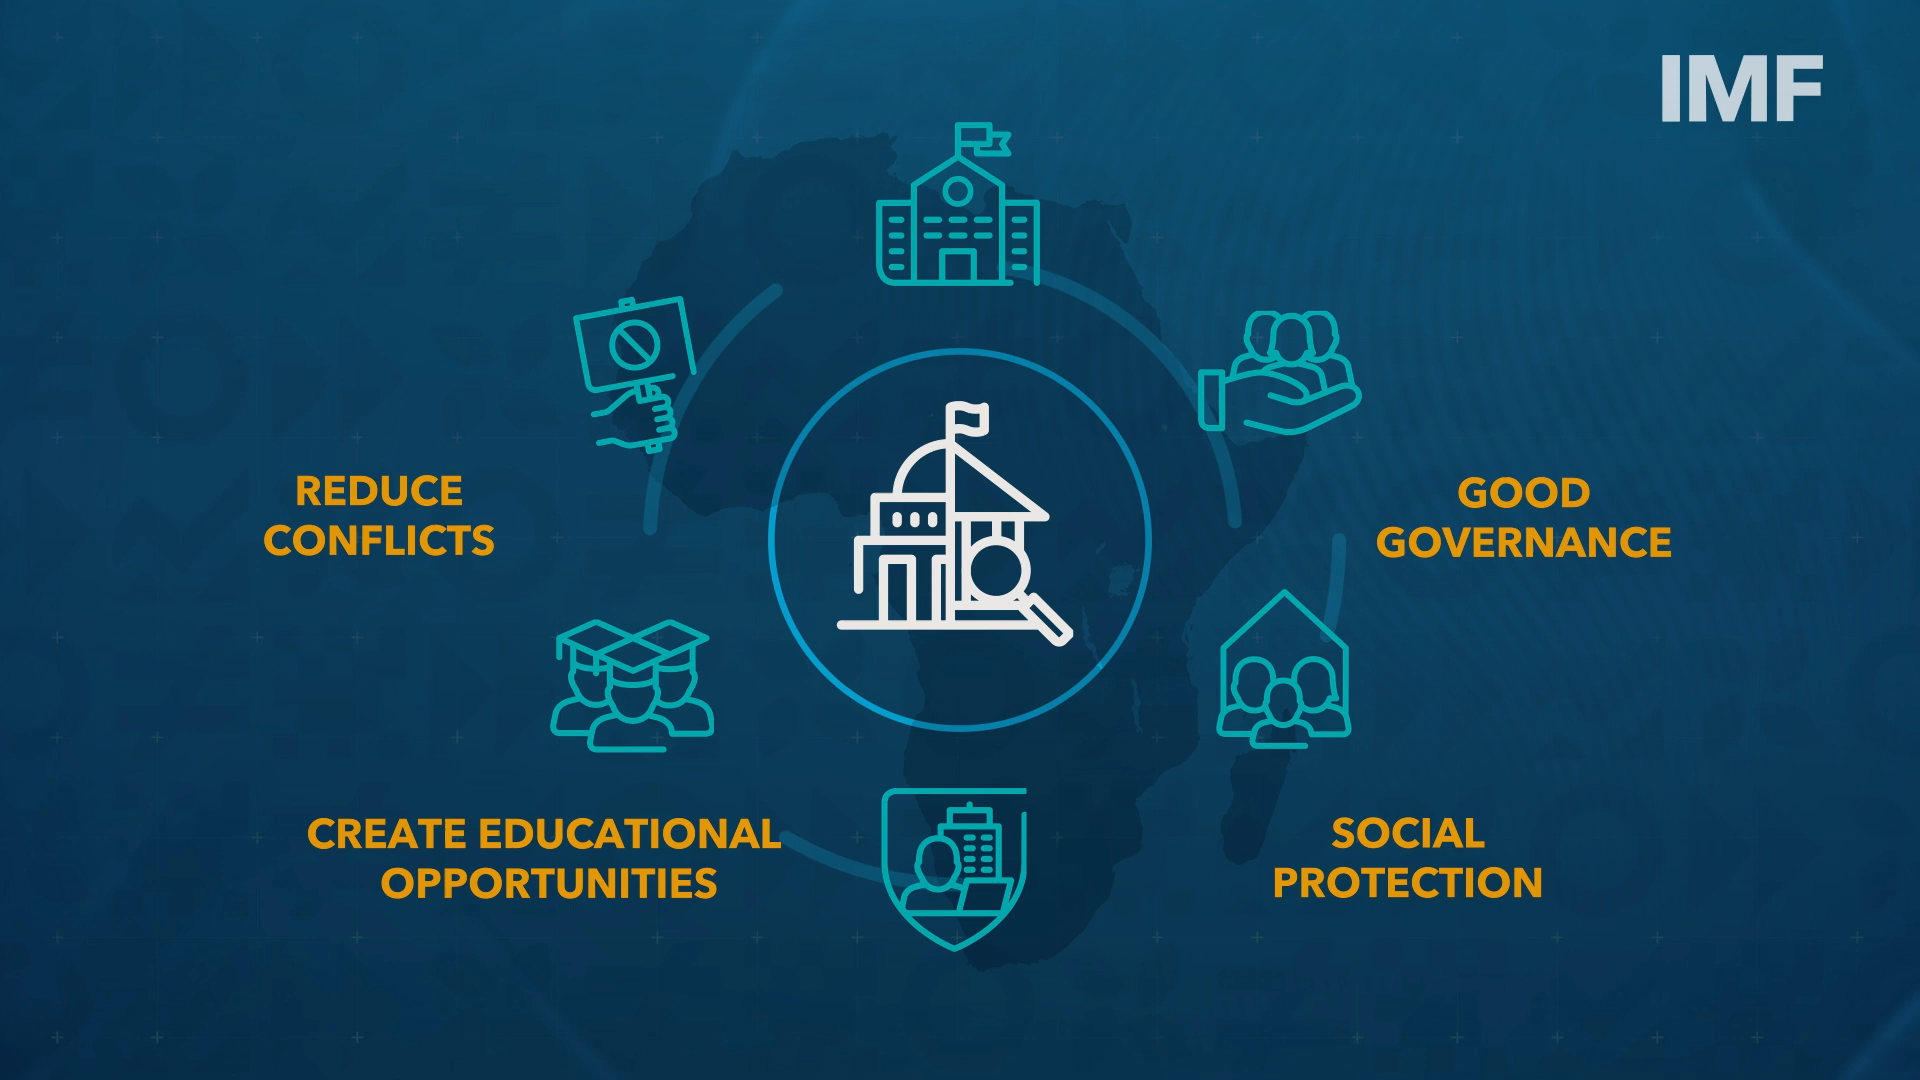 IMF
REDUCE
CONFLICTS
GOOD
GOVERNANCE
CREATE EDUCATIONAL
OPPORTUNITIES
SOCIAL
PROTECTION